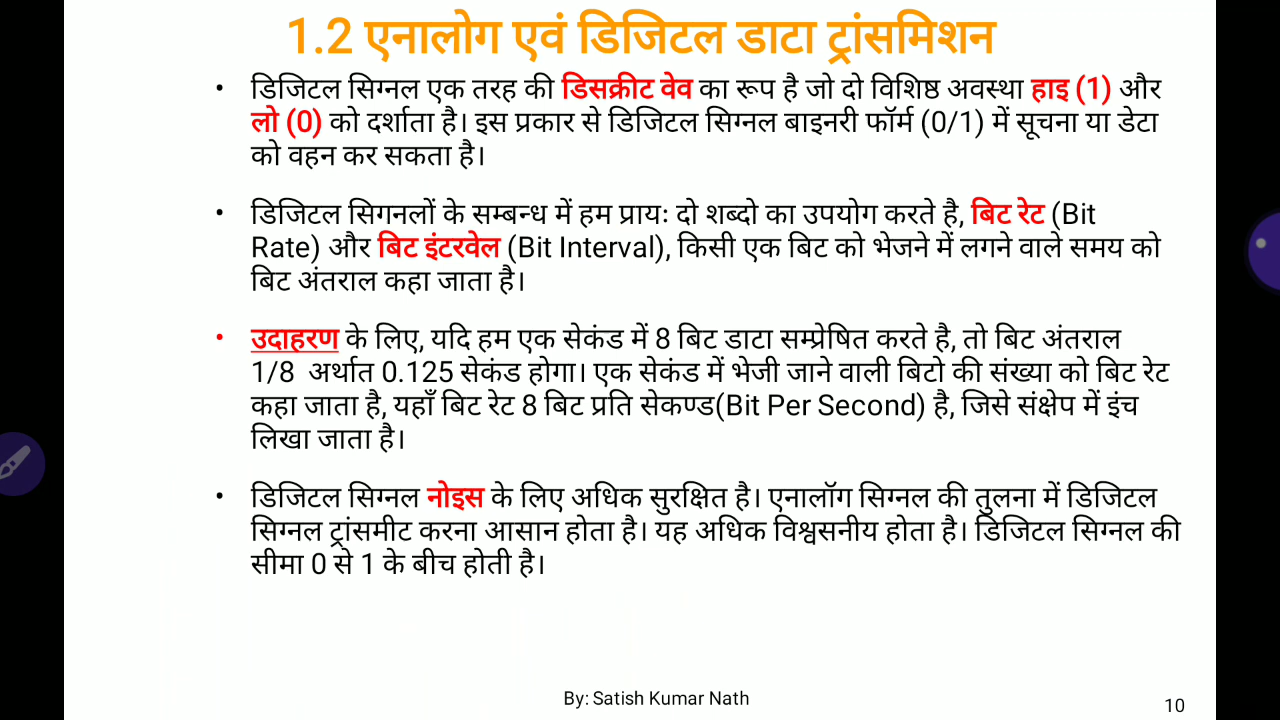 1.2 एनालोग एवं डिजिटल डाटा ट्रांसमिशन
• डिजिटल सिग्नल एक तरह की डिसक्रीट वेव का रूप है जो दो विशिष्ठ अवस्था हाइ (1) और
लो (0) को दर्शाता है। इस प्रकार से डिजिटल सिग्नल बाइनरी फॉर्म (0/1) में सूचना या डेटा
को वहन कर सकता है।
• डिजिटल सिगनलों के सम्बन्ध में हम प्रायः दो शब्दो का उपयोग करते है, बिट रेट (Bit
Rate) और बिट इंटरवेल (Bit Interval), किसी एक बिट को भेजने में लगने वाले समय को
बिट अंतराल कहा जाता है।
• उदाहरण के लिए, यदि हम एक सेकंड में 8 बिट डाटा सम्प्रेषित करते है, तो बिट अंतराल
1/8 अर्थात 0.125 सेकंड होगा। एक सेकंड में भेजी जाने वाली बिटो की संख्या को बिट रेट
कहा जाता है, यहाँ बिट रेट 8 बिट प्रति सेकण्ड(Bit Per Second) है, जिसे संक्षेप में इंच
लिखा जाता है।
• डिजिटल सिग्नल नोइस के लिए अधिक सुरक्षित है। एनालॉग सिग्नल की तुलना में डिजिटल
सिग्नल ट्रांसमीट करना आसान होता है। यह अधिक विश्वसनीय होता है। डिजिटल सिग्नल की
सीमा 0 से 1 के बीच होती है।
By: Satish Kumar Nath
10